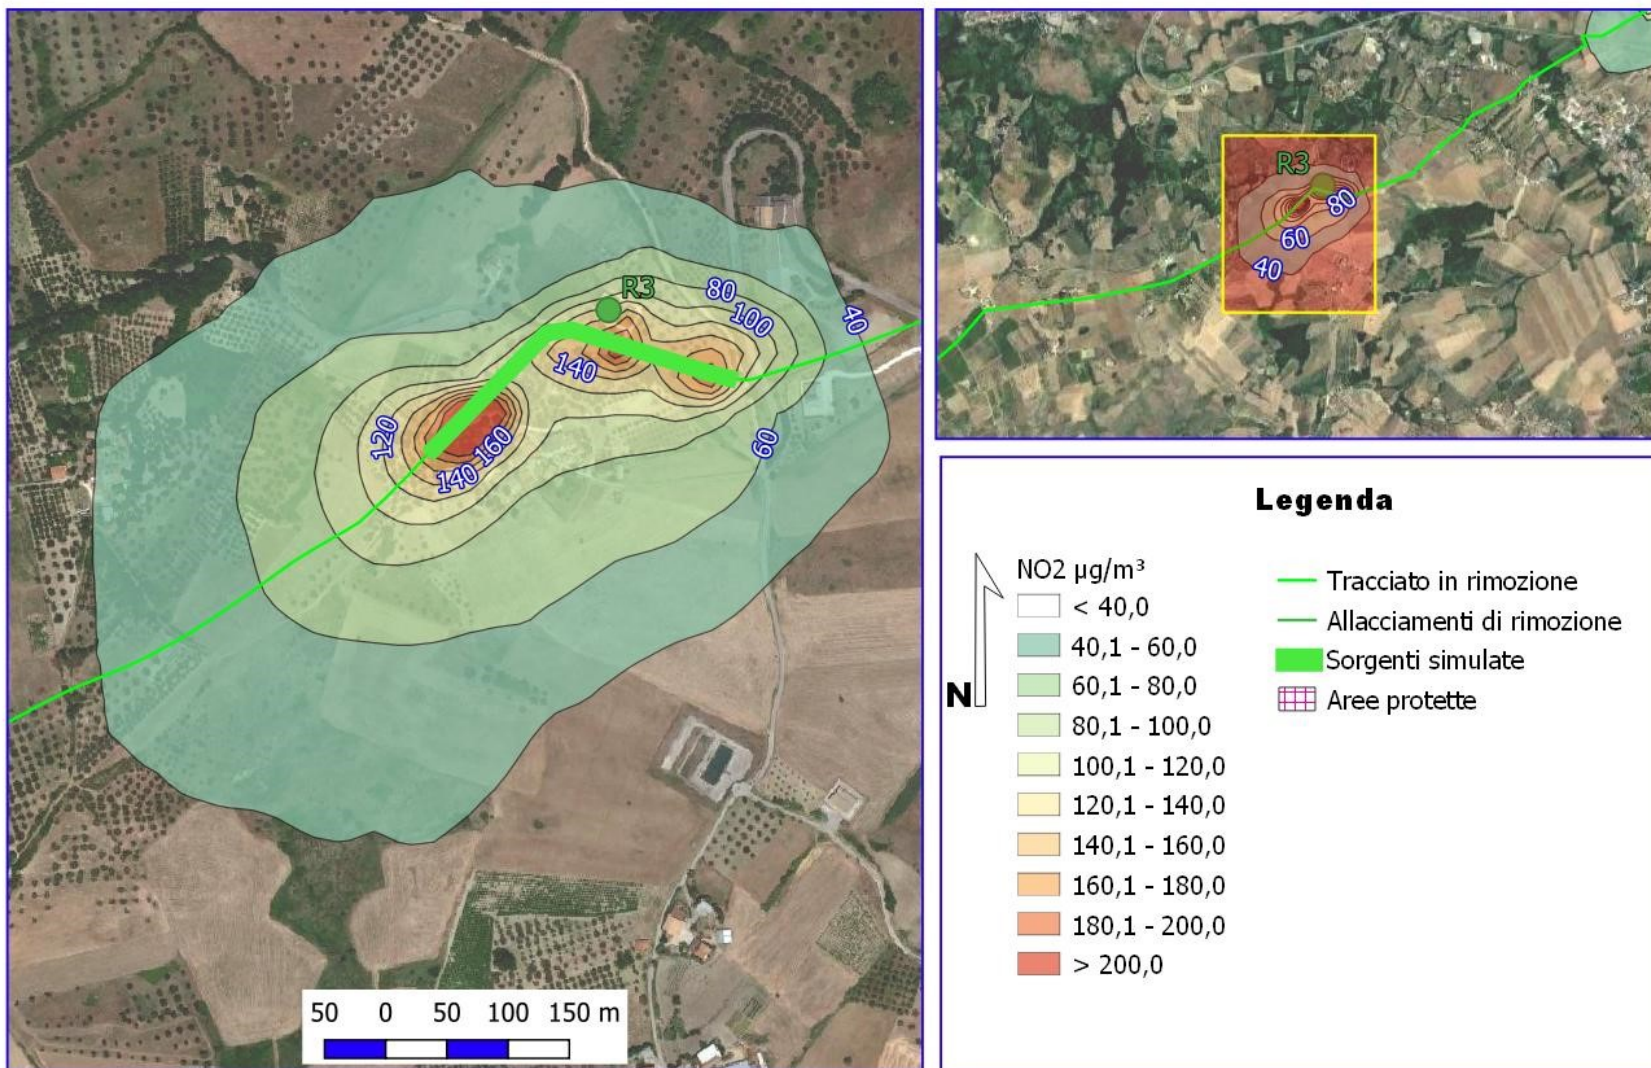 R3
80
100
40
140
120
60
160
140
50 0 50 100 150 m
R3
80
60
40
Legenda
N
NO2 µg/m³
< 40,0
40,1 - 60,0
60,1 - 80,0
80,1 - 100,0
100,1 - 120,0
120,1 - 140,0
140,1 - 160,0
160,1 - 180,0
180,1 - 200,0
> 200,0
Tracciato in rimozione
Allacciamenti di rimozione
Sorgenti simulate
Aree protette